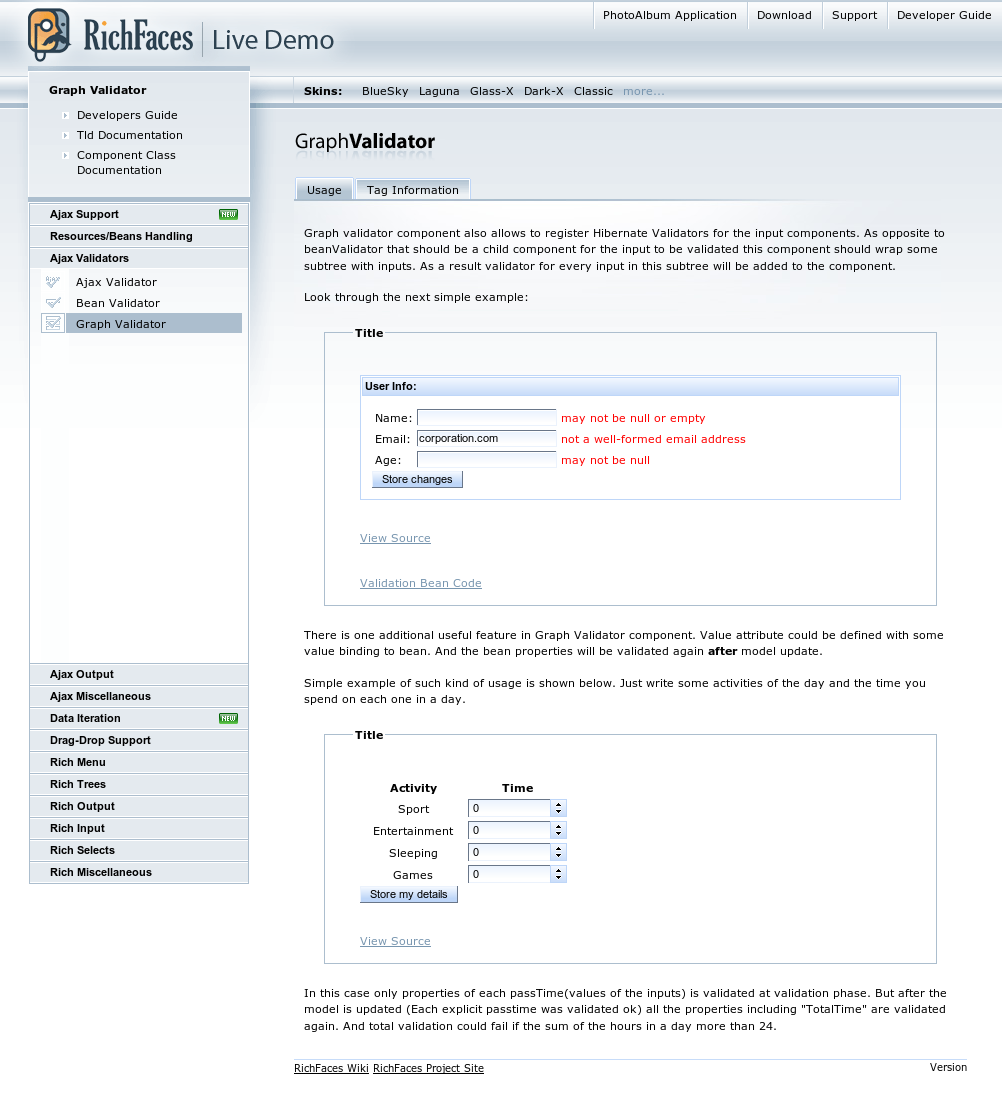 PhotoAlbum Application Download Support Developer Guide
RichFaces Live Demo
Skins: BlueSky Laguna Glass-X Dark-X Classic more...
Graph Validator
Developers Guide
Tld Documentation
Component Class
Documentation
Ajax Support NEW
Resources/Beans Handling
Ajax Validators
Ajax Validator
Bean Validator
Graph Validator
Ajax Output
Ajax Miscellaneous
Data Iteration NEW
Drag-Drop Support
Rich Menu
Rich Trees
Rich Output
Rich Input
Rich Selects
Rich Miscellaneous
GraphValidator
Usage Tag Information
Graph validator component also allows to register Hibernate Validators for the input components. As opposite to
beanValidator that should be a child component for the input to be validated this component should wrap some
subtree with inputs. As a result validator for every input in this subtree will be added to the component.
Look through the next simple example:
Title
User Info:
Name: may not be null or empty
Email: corporation.com not a well-formed email address
Age: may not be null
Store changes
View Source
Validation Bean Code
There is one additional useful feature in Graph Validator component. Value attribute could be defined with some
value binding to bean. And the bean properties will be validated again after model update.
Simple example of such kind of usage is shown below. Just write some activities of the day and the time you
spend on each one in a day.
Title
Activity Time
Sport 0
Entertainment 0
Sleeping 0
Games 0
Store my details
View Source
In this case only properties of each passTime(values of the inputs) is validated at validation phase. But after the
model is updated (Each explicit passtime was validated ok) all the properties including "TotalTime" are validated
again. And total validation could fail if the sum of the hours in a day more than 24.
RichFaces Wiki RichFaces Project Site Version